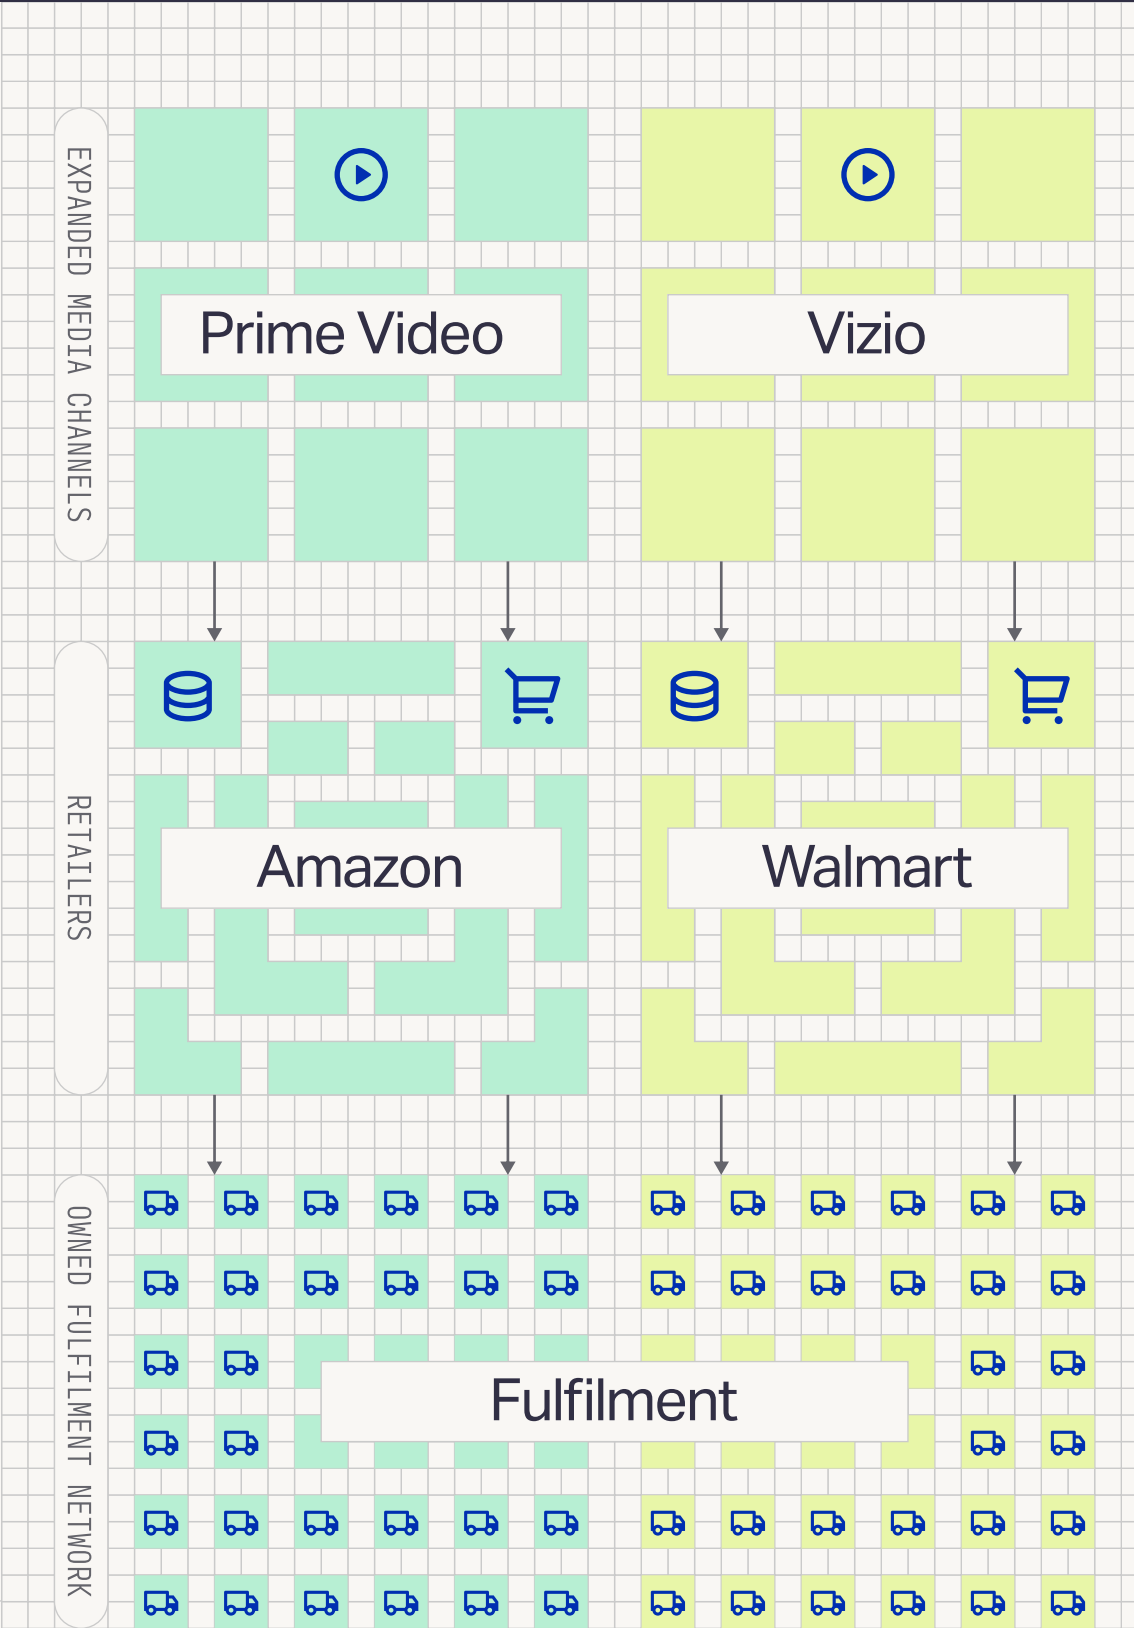 EXPANDED MEDIA CHANNELS
Prime Video
Vizio
RETAILERS
Amazon
Walmart
OWNED FULFILMENT NETWORK
Fulfilment